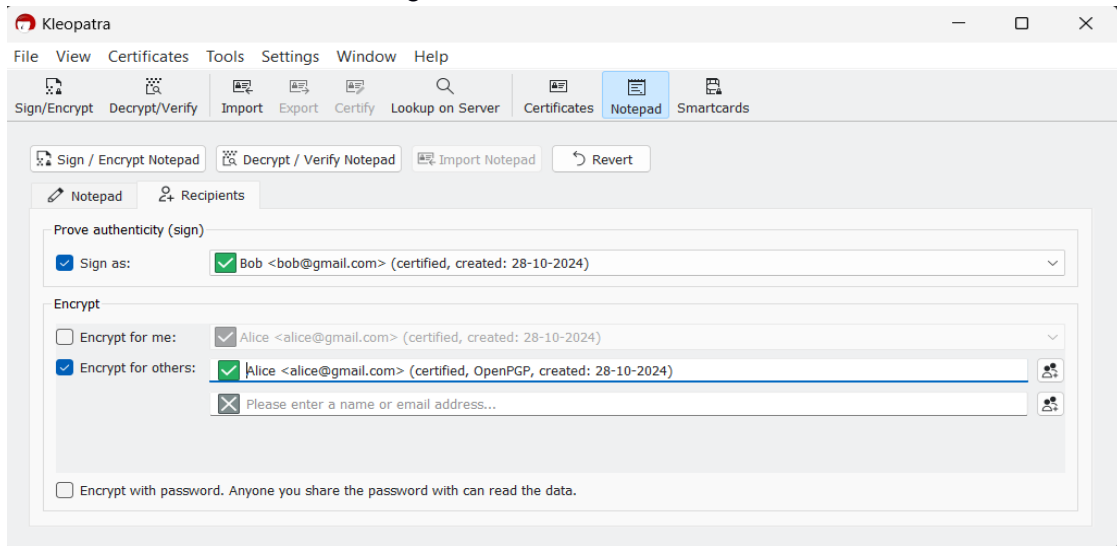 Kleopatra
File View Certificates Tools Settings Window Help
Sign/Encrypt Decrypt/Verify Import Export Certify Lookup on Server Certificates Notepad Smartcards
Sign / Encrypt Notepad Decrypt / Verify Notepad Import Notepad Revert
Notepad Recipients
Prove authenticity (sign)
Sign as: Bob <bob@gmail.com> (certified, created: 28-10-2024)
Encrypt
Encrypt for me: Alice <alice@gmail.com> (certified, created: 28-10-2024)
Encrypt for others: Alice <alice@gmail.com> (certified, OpenPGP, created: 28-10-2024)
Please enter a name or email address...
Encrypt with password. Anyone you share the password with can read the data.